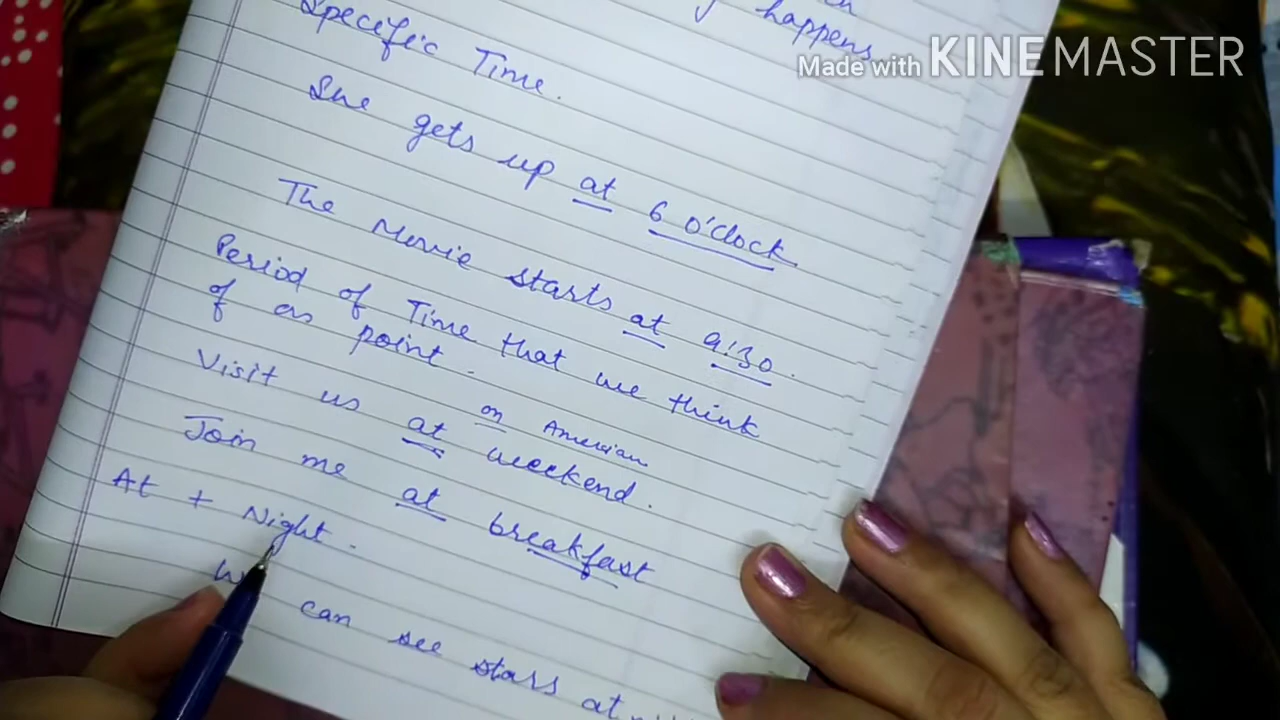 happens
Made with KINEMASTER
Specific Time.
She gets up at 6 O'clock.
The Movie starts at 9:30.
Period of Time that we think
of as point.
on American
Visit us at weekend.
Join me at breakfast
At + Night.
can see stars at